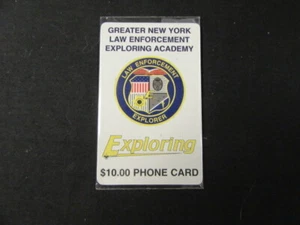 GREATER NEW YORK
LAW ENFORCEMENT
EXPLORING ACADEMY
LAW ENFORCEMENT
EXPLORER
Exploring
$10.00 PHONE CARD